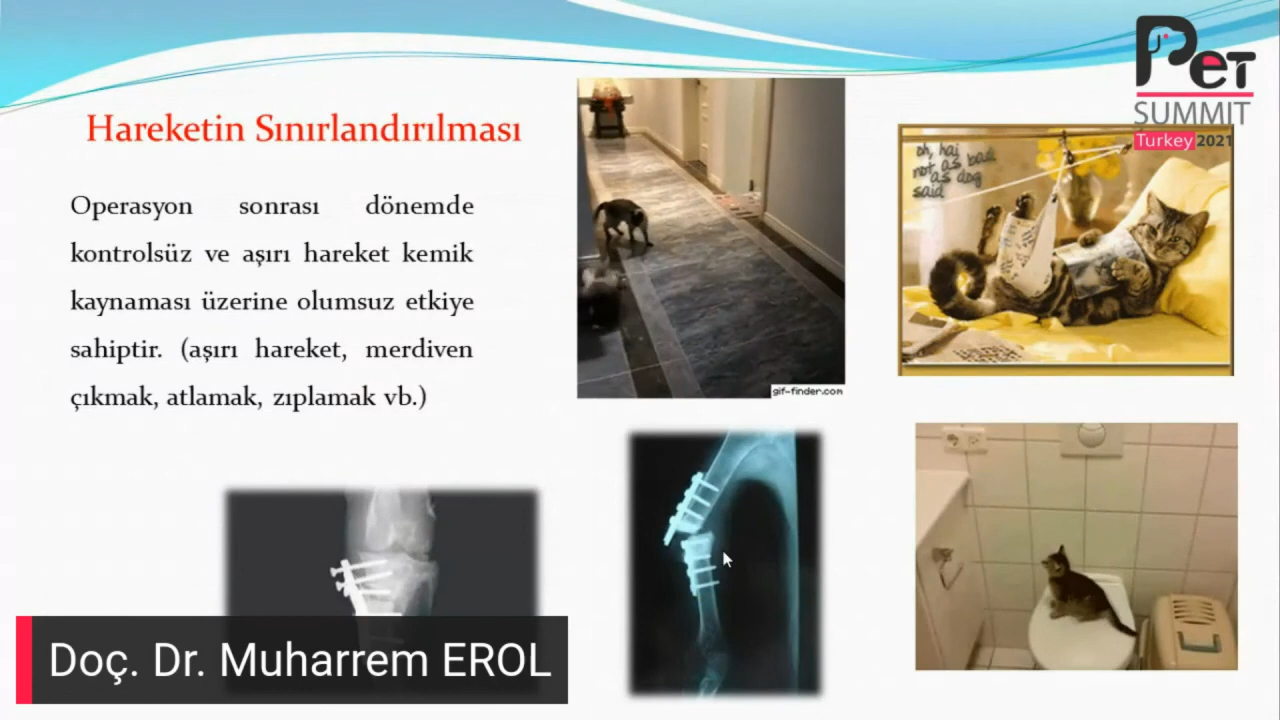 Pet
SUMMIT
Turkey 2021
Hareketin Sınırlandırılması
Operasyon sonrası dönemde
kontrolsüz ve aşırı hareket kemik
kaynaması üzerine olumsuz etkiye
sahiptir. (aşırı hareket, merdiven
çıkmak, atlamak, zıplamak vb.)
gif-finder.com
oh, hai
not as bad
as dog
said
Doç. Dr. Muharrem EROL